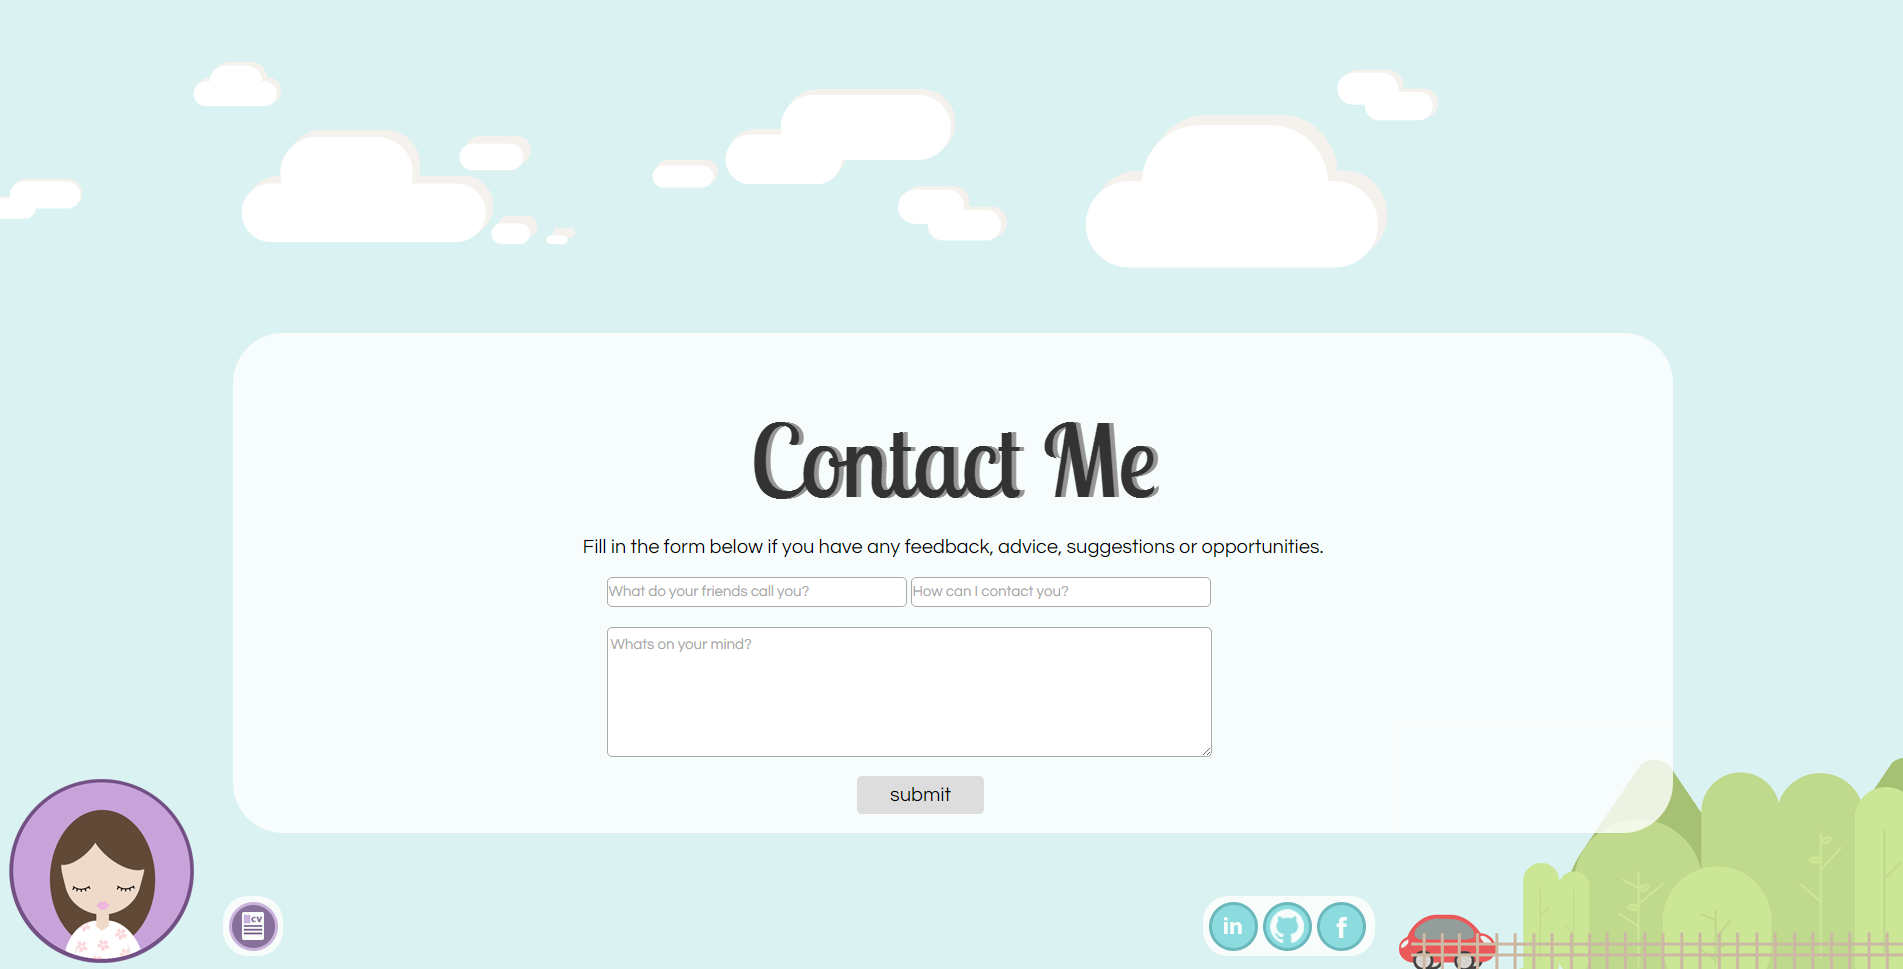 Contact Me
Fill in the form below if you have any feedback, advice, suggestions or opportunities.
What do your friends call you? How can I contact you?
Whats on your mind?
submit
CV
in f